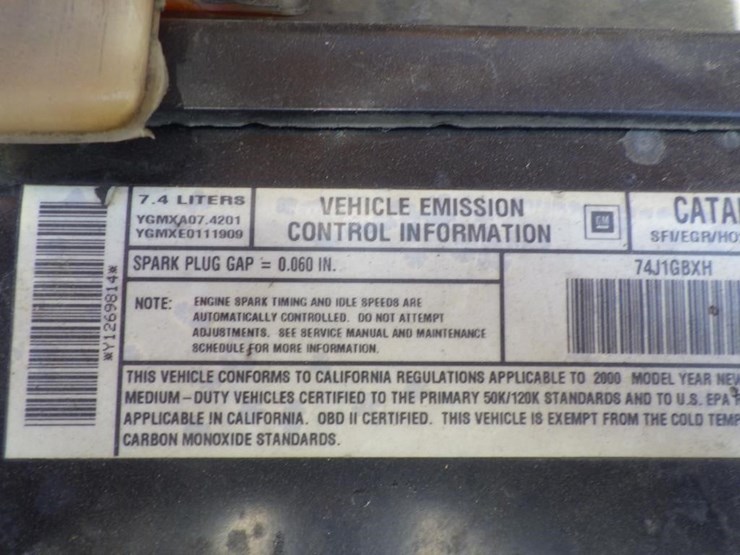 *Y1269814*
7.4 LITERS
YGMXA07.4201
YGMXE0111909
VEHICLE EMISSION
CONTROL INFORMATION
GM
CATA
SFI/EGR/HO
SPARK PLUG GAP = 0.060 IN.
74J1GBXH
NOTE: ENGINE SPARK TIMING AND IDLE SPEEDS ARE
AUTOMATICALLY CONTROLLED. DO NOT ATTEMPT
ADJUSTMENTS. SEE SERVICE MANUAL AND MAINTENANCE
SCHEDULE FOR MORE INFORMATION.
THIS VEHICLE CONFORMS TO CALIFORNIA REGULATIONS APPLICABLE TO 2000 MODEL YEAR NEW
MEDIUM-DUTY VEHICLES CERTIFIED TO THE PRIMARY 50K/120K STANDARDS AND TO U.S. EPA
APPLICABLE IN CALIFORNIA. OBD II CERTIFIED. THIS VEHICLE IS EXEMPT FROM THE COLD TEMP
CARBON MONOXIDE STANDARDS.